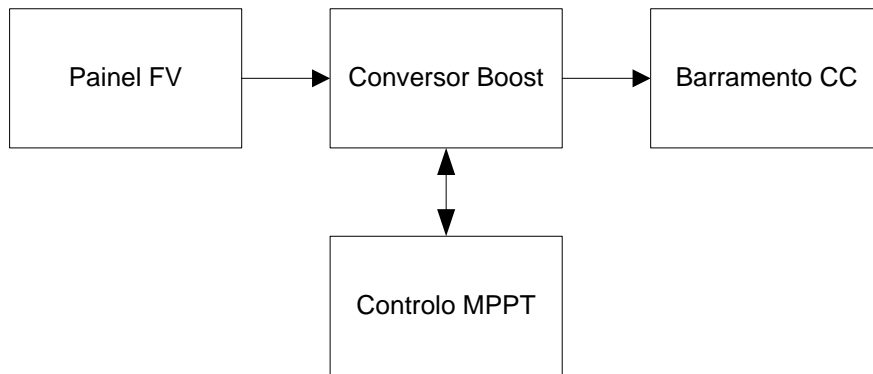 Painel FV
Conversor Boost
Barramento CC
Controlo MPPT